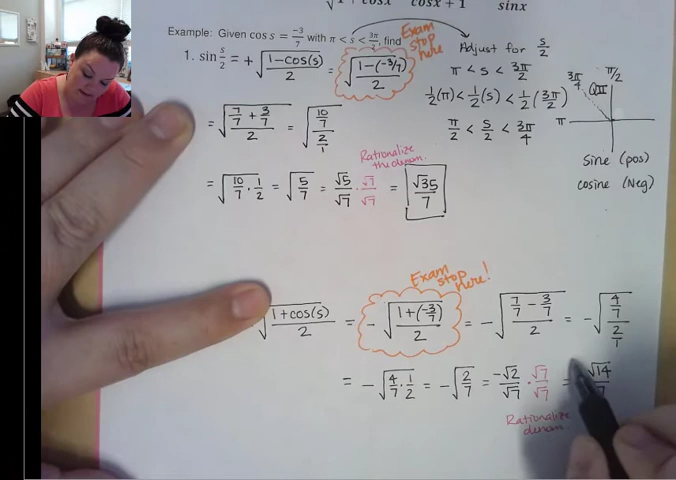 cosx + 1 sinx
Example: Given cos s = -3/7 with π < s < 3π/2, find
Exam stop here
1. sin s/2 = + √((1-cos(s))/2) = √((1-(-3/7))/2)
Adjust for s/2
π < s < 3π/2
1/2(π) < 1/2(s) < 1/2(3π/2)
π/2 < s/2 < 3π/4
3π/4 QII π/2
π
sine (pos)
cosine (Neg)
= √((7/7 + 3/7)/2) = √((10/7)/(2/1))
Rationalize the denom.
= √(10/7 · 1/2) = √(5/7) = √5/√7 · √7/√7 = √35/7
Exam stop here!
√((1+cos(s))/2) = - √((1+(-3/7))/2) = - √((7/7 - 3/7)/2) = - √((4/7)/(2/1))
= - √(4/7 · 1/2) = - √(2/7) = -√2/√7 · √7/√7 = √14/7
Rationalize denom.